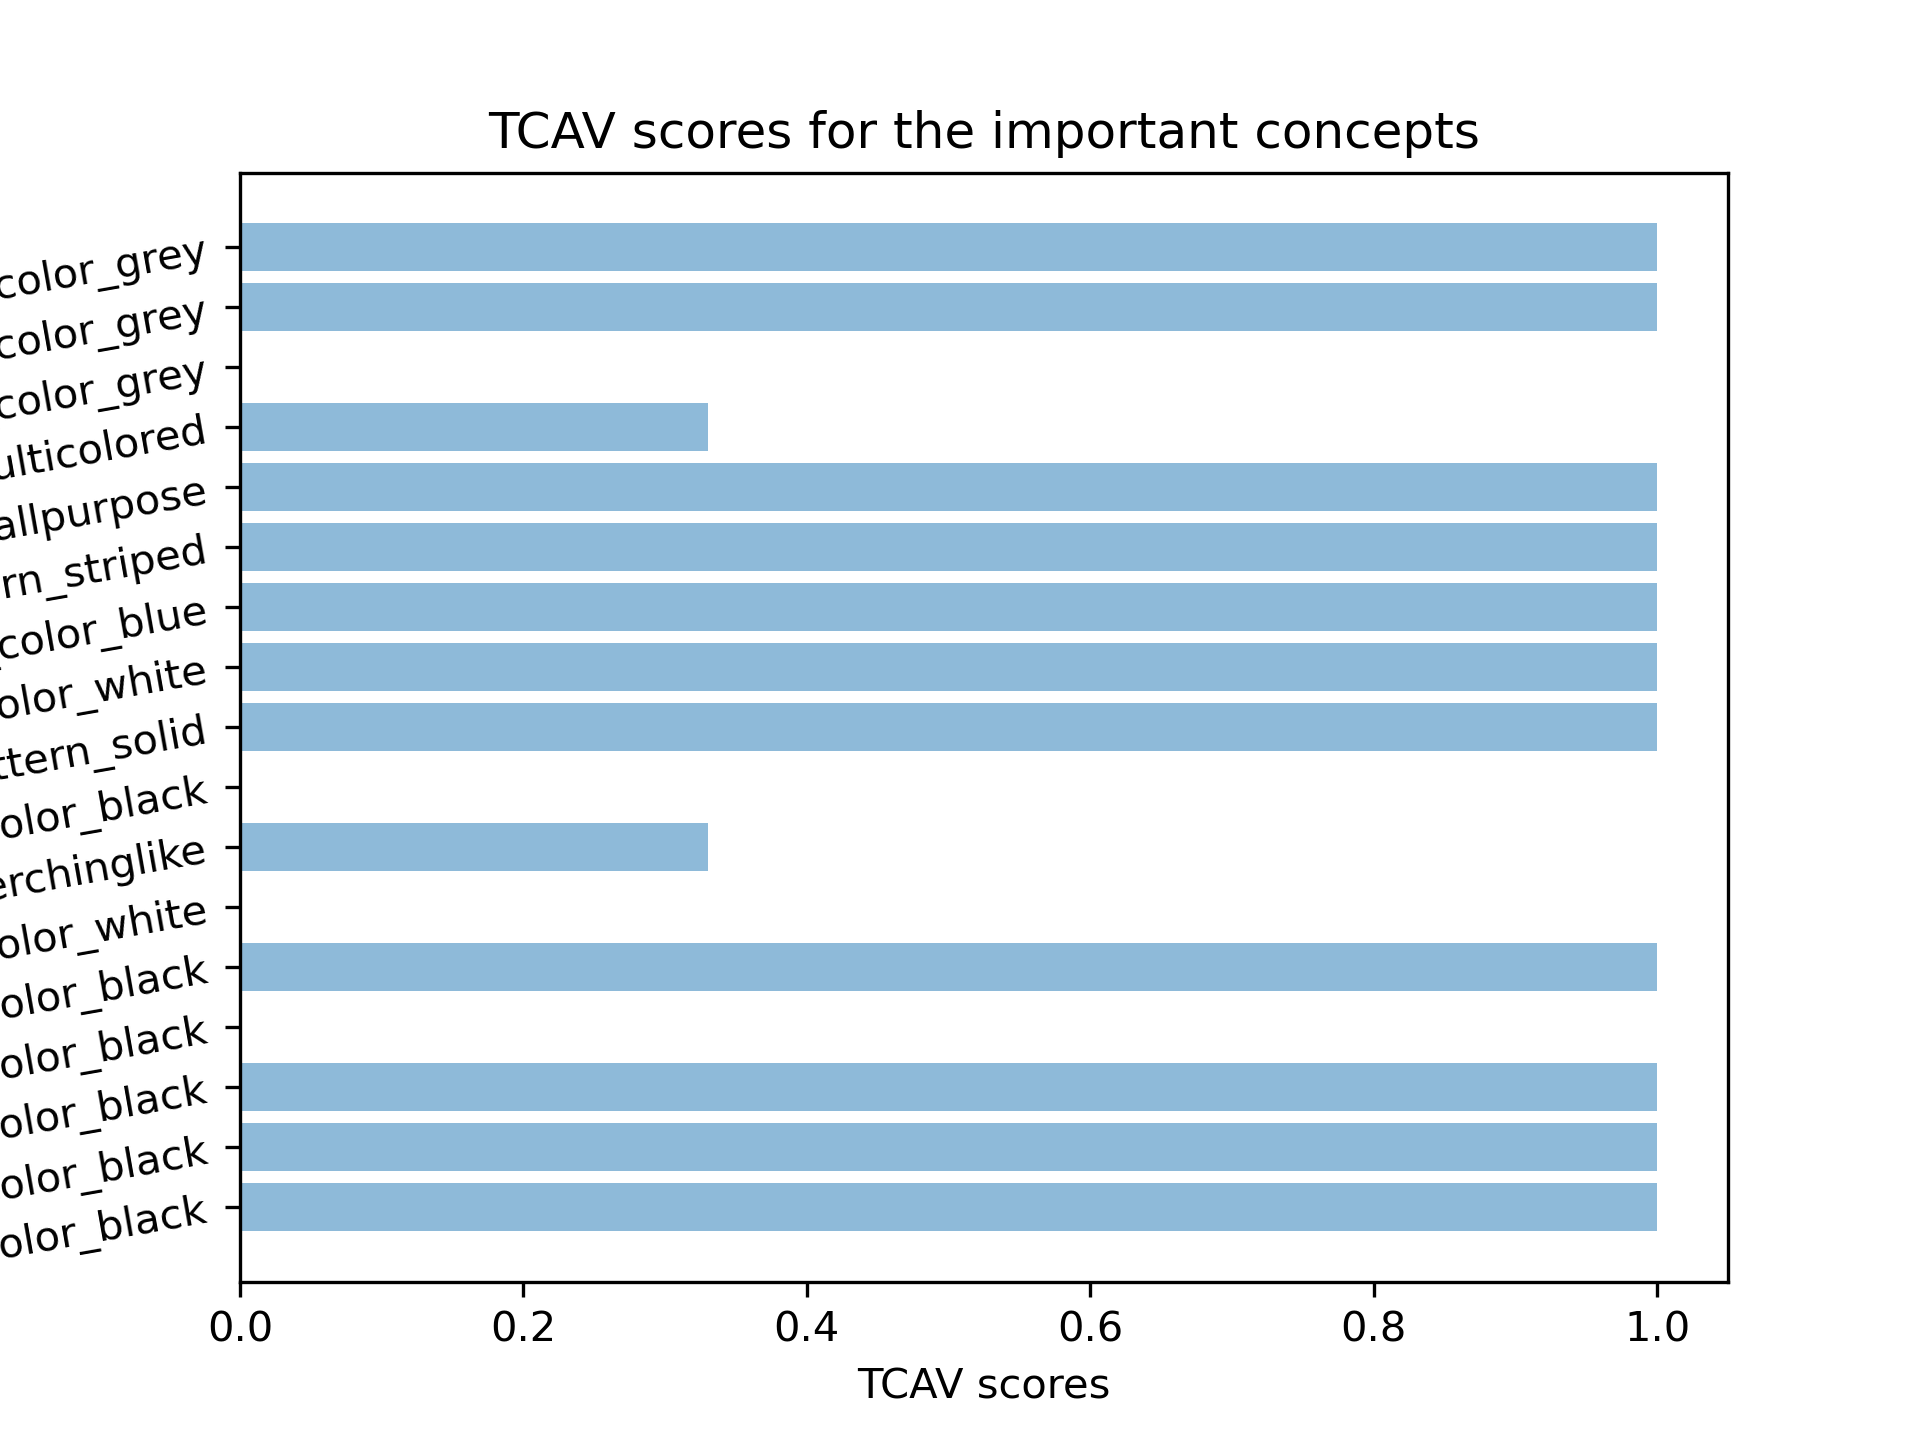 TCAV scores for the important concepts
color_grey
color_grey
color_grey
ulticolored
allpurpose
rn_striped
color_blue
olor_white
ttern_solid
olor_black
erchinglike
olor_white
olor_black
olor_black
olor_black
olor_black
olor_black
0.0 0.2 0.4 0.6 0.8 1.0
TCAV scores